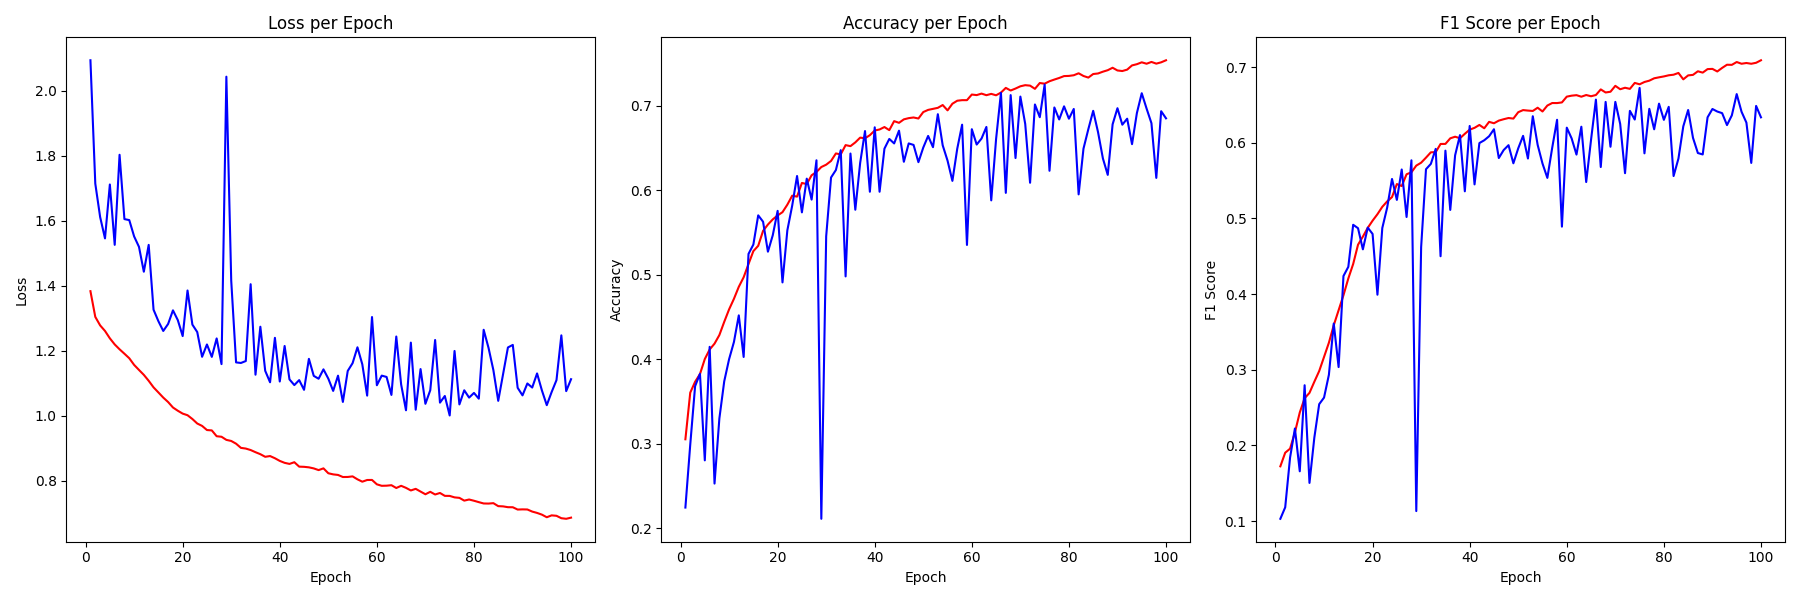 Loss per Epoch
Loss
2.0
1.8
1.6
1.4
1.2
1.0
0.8
0 20 40 60 80 100
Epoch
Accuracy per Epoch
Accuracy
0.7
0.6
0.5
0.4
0.3
0.2
0 20 40 60 80 100
Epoch
F1 Score per Epoch
F1 Score
0.7
0.6
0.5
0.4
0.3
0.2
0.1
0 20 40 60 80 100
Epoch